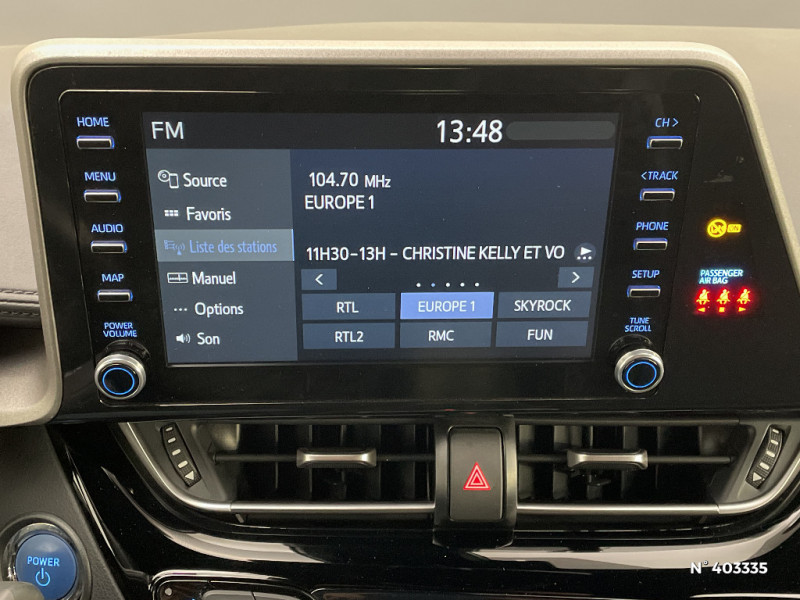 HOME
MENU
AUDIO
MAP
POWER
VOLUME
FM
13:48
Source
Favoris
Liste des stations
Manuel
Options
Son
104.70 MHz
EUROPE 1
11H30-13H - CHRISTINE KELLY ET VO
RTL
EUROPE 1
SKYROCK
RTL2
RMC
FUN
CH >
< TRACK
PHONE
SETUP
TUNE
SCROLL
ON
PASSENGER
AIR BAG
POWER
N° 403335